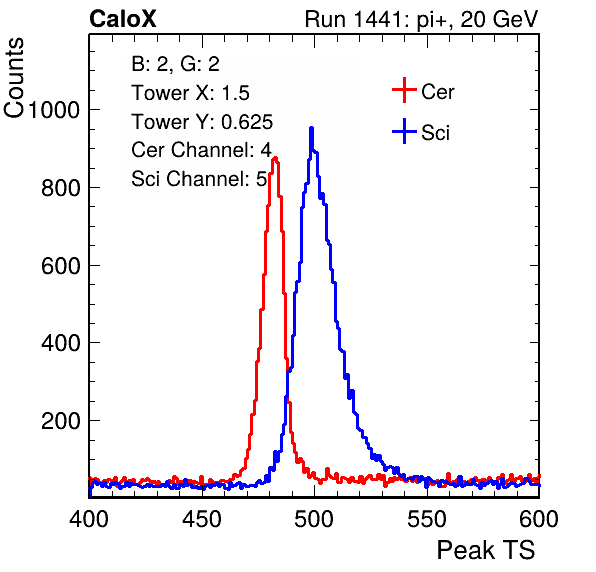 CaloX Run 1441: pi+, 20 GeV
Counts
B: 2, G: 2
Tower X: 1.5
Tower Y: 0.625
Cer Channel: 4
Sci Channel: 5
Cer
Sci
1000
800
600
400
200
400 450 500 550 600
Peak TS